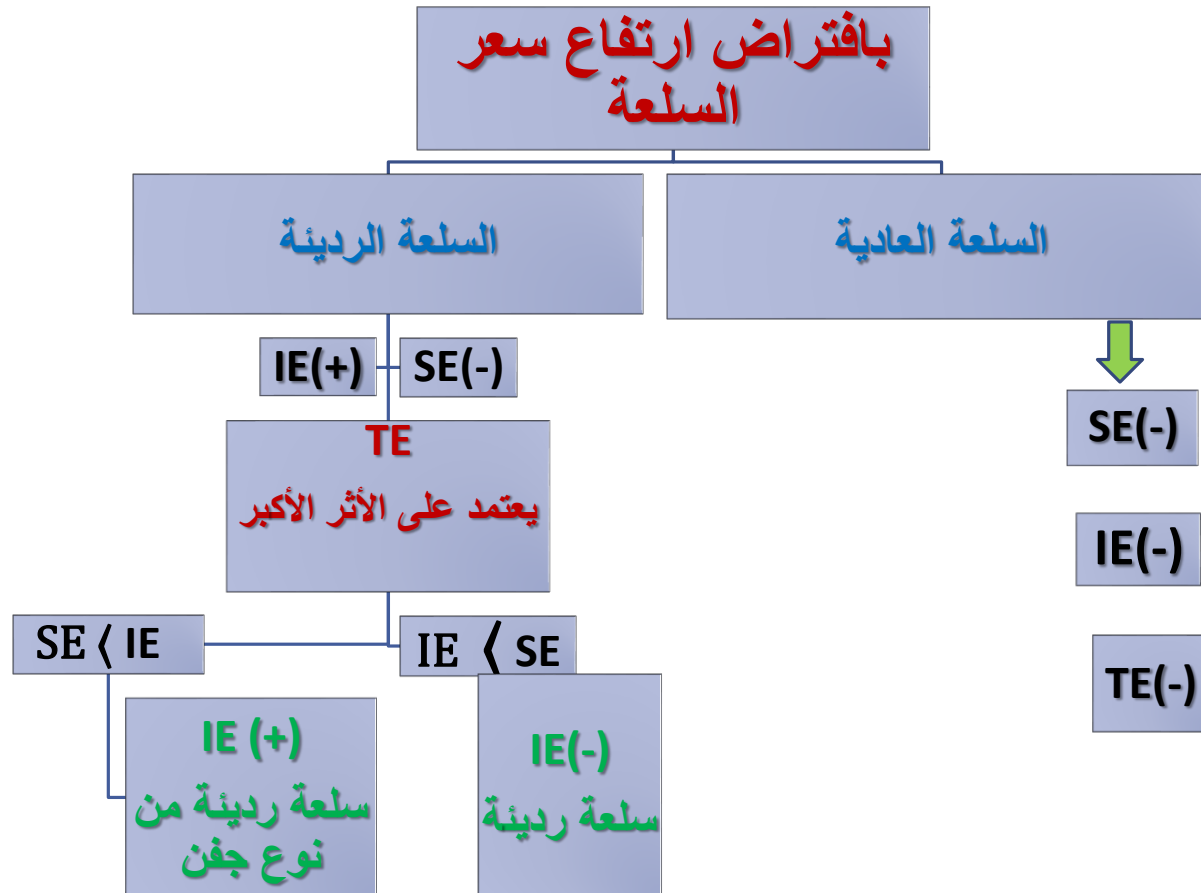 بافتراض ارتفاع سعر
السلعة
السلعة العادية
SE(-)
IE(-)
TE(-)
السلعة الرديئة
IE(+)
SE(-)
TE
يعتمد على الأثر الأكبر
IE ⟨ SE
IE(-)
سلعة رديئة
SE ⟨ IE
IE (+)
سلعة رديئة من
نوع جفن